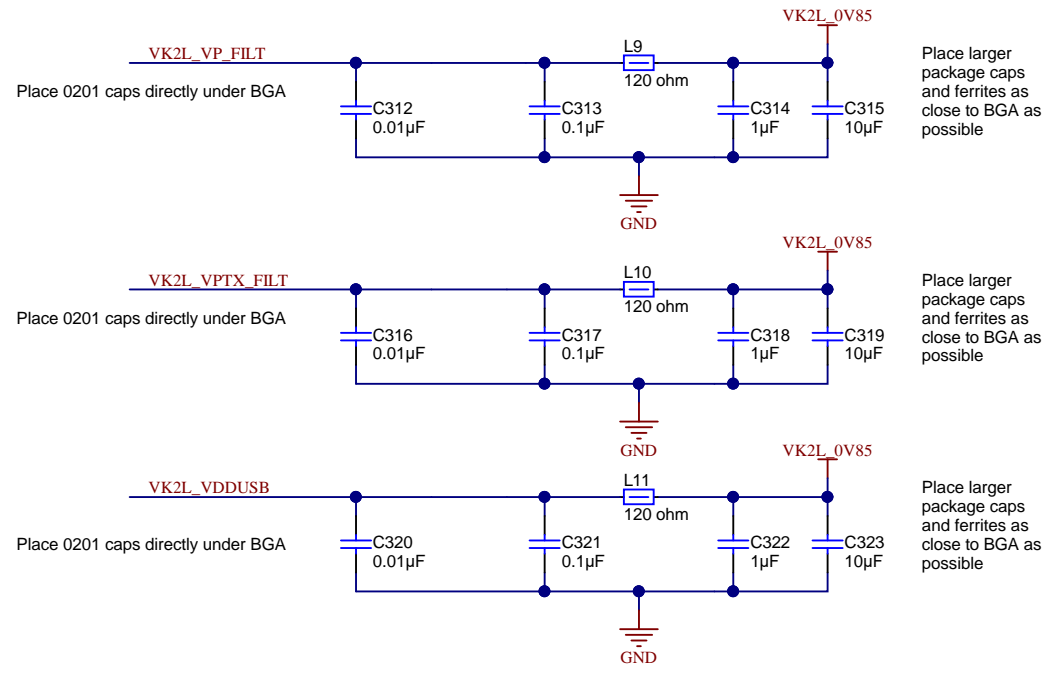 VK2L_0V85
VK2L_VP_FILT
L9
120 ohm
Place 0201 caps directly under BGA
C312
0.01µF
C313
0.1µF
C314
1µF
C315
10µF
Place larger
package caps
and ferrites as
close to BGA as
possible
GND
VK2L_0V85
VK2L_VPTX_FILT
L10
120 ohm
Place 0201 caps directly under BGA
C316
0.01µF
C317
0.1µF
C318
1µF
C319
10µF
Place larger
package caps
and ferrites as
close to BGA as
possible
GND
VK2L_0V85
VK2L_VDDUSB
L11
120 ohm
Place 0201 caps directly under BGA
C320
0.01µF
C321
0.1µF
C322
1µF
C323
10µF
Place larger
package caps
and ferrites as
close to BGA as
possible
GND